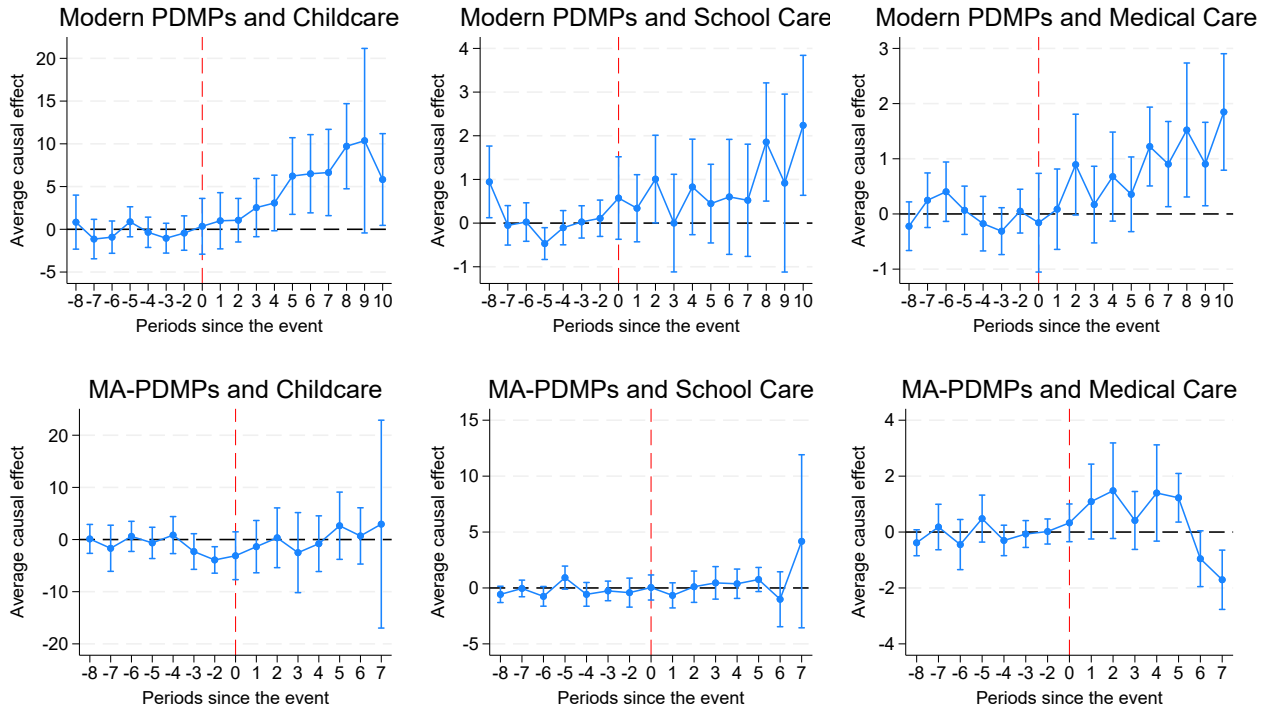 Modern PDMPs and Childcare
Average causal effect
20
15
10
5
0
-5
-8 -7 -6 -5 -4 -3 -2 0 1 2 3 4 5 6 7 8 9 10
Periods since the event
Modern PDMPs and School Care
Average causal effect
4
3
2
1
0
-1
-8 -7 -6 -5 -4 -3 -2 0 1 2 3 4 5 6 7 8 9 10
Periods since the event
Modern PDMPs and Medical Care
Average causal effect
3
2
1
0
-1
-8 -7 -6 -5 -4 -3 -2 0 1 2 3 4 5 6 7 8 9 10
Periods since the event
MA-PDMPs and Childcare
Average causal effect
20
10
0
-10
-20
-8 -7 -6 -5 -4 -3 -2 0 1 2 3 4 5 6 7
Periods since the event
MA-PDMPs and School Care
Average causal effect
15
10
5
0
-5
-8 -7 -6 -5 -4 -3 -2 0 1 2 3 4 5 6 7
Periods since the event
MA-PDMPs and Medical Care
Average causal effect
4
2
0
-2
-4
-8 -7 -6 -5 -4 -3 -2 0 1 2 3 4 5 6 7
Periods since the event